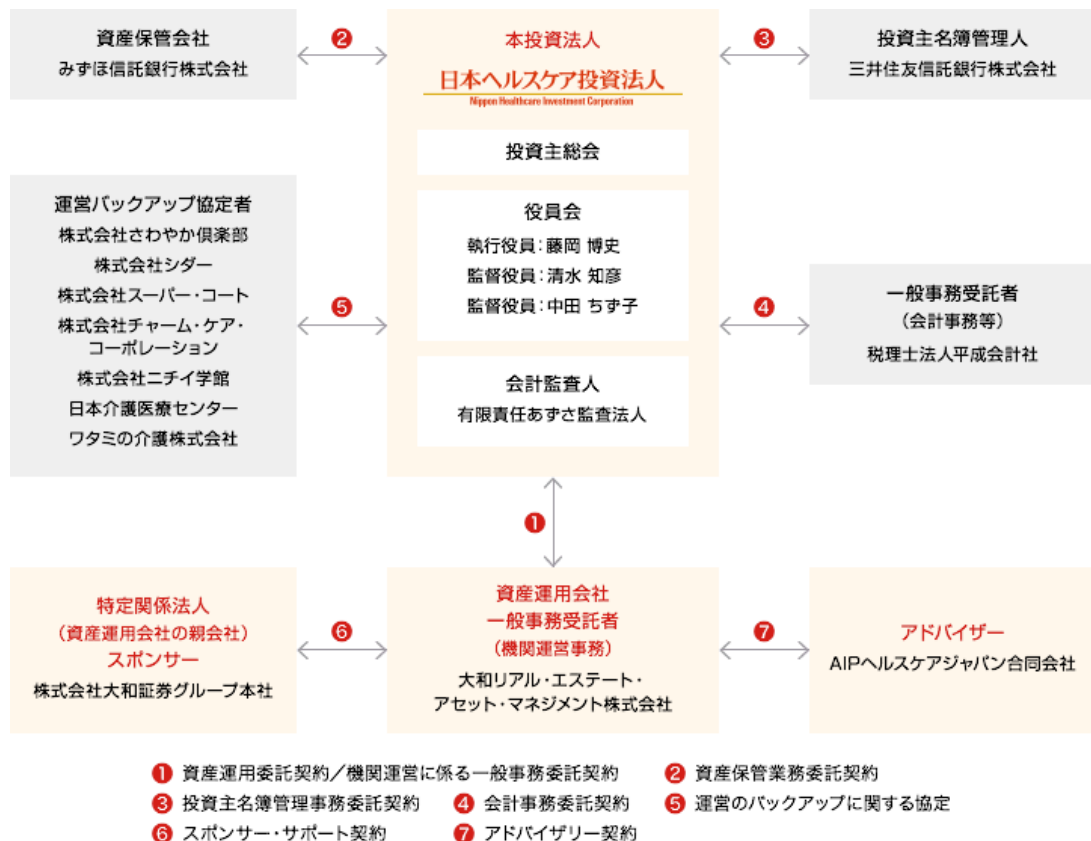 資産保管会社
みずほ信託銀行株式会社
❷
本投資法人
日本ヘルスケア投資法人
Nippon Healthcare Investment Corporation
❸
投資主名簿管理人
三井住友信託銀行株式会社
投資主総会
運営バックアップ協定者
株式会社さわやか倶楽部
株式会社シダー
株式会社スーパー・コート
株式会社チャーム・ケア・
コーポレーション
株式会社ニチイ学館
日本介護医療センター
ワタミの介護株式会社
❺
役員会
執行役員：藤岡 博史
監督役員：清水 知彦
監督役員：中田 ちず子
会計監査人
有限責任あずさ監査法人
❹
一般事務受託者
（会計事務等）
税理士法人平成会計社
❶
特定関係法人
（資産運用会社の親会社）
スポンサー
株式会社大和証券グループ本社
❻
資産運用会社
一般事務受託者
（機関運営事務）
大和リアル・エステート・
アセット・マネジメント株式会社
❼
アドバイザー
AIPヘルスケアジャパン合同会社
❶ 資産運用委託契約／機関運営に係る一般事務委託契約 ❷ 資産保管業務委託契約
❸ 投資主名簿管理事務委託契約 ❹ 会計事務委託契約 ❺ 運営のバックアップに関する協定
❻ スポンサー・サポート契約 ❼ アドバイザリー契約